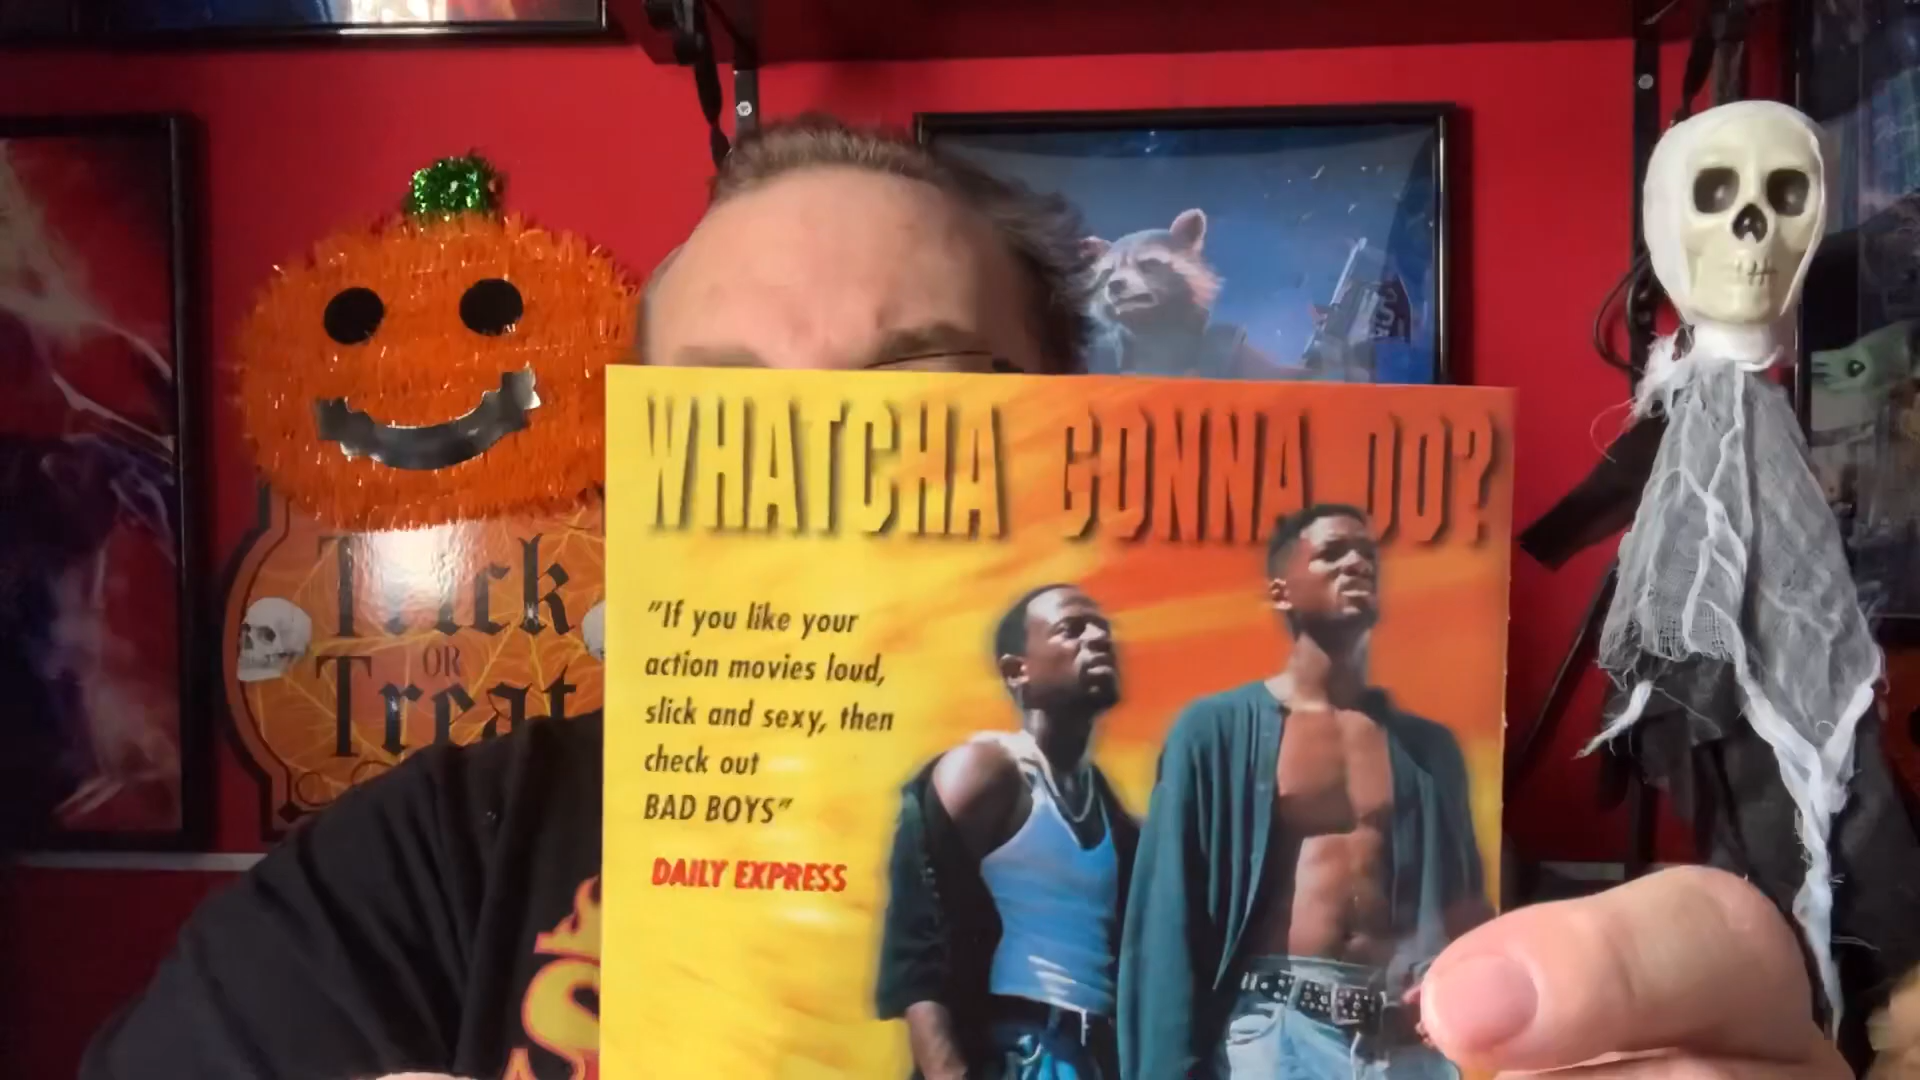 WHATCHA GONNA DO?
"If you like your
action movies loud,
slick and sexy, then
check out
BAD BOYS"
DAILY EXPRESS
Trick
OR
Treat